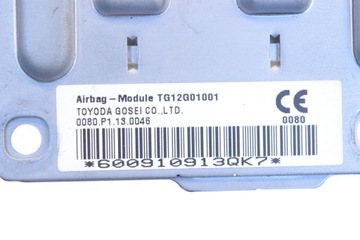 Airbag - Module TG12G01001
TOYODA GOSEI CO.,LTD.
0080.P1.13.0046
CE
0080
*600910913QK7*